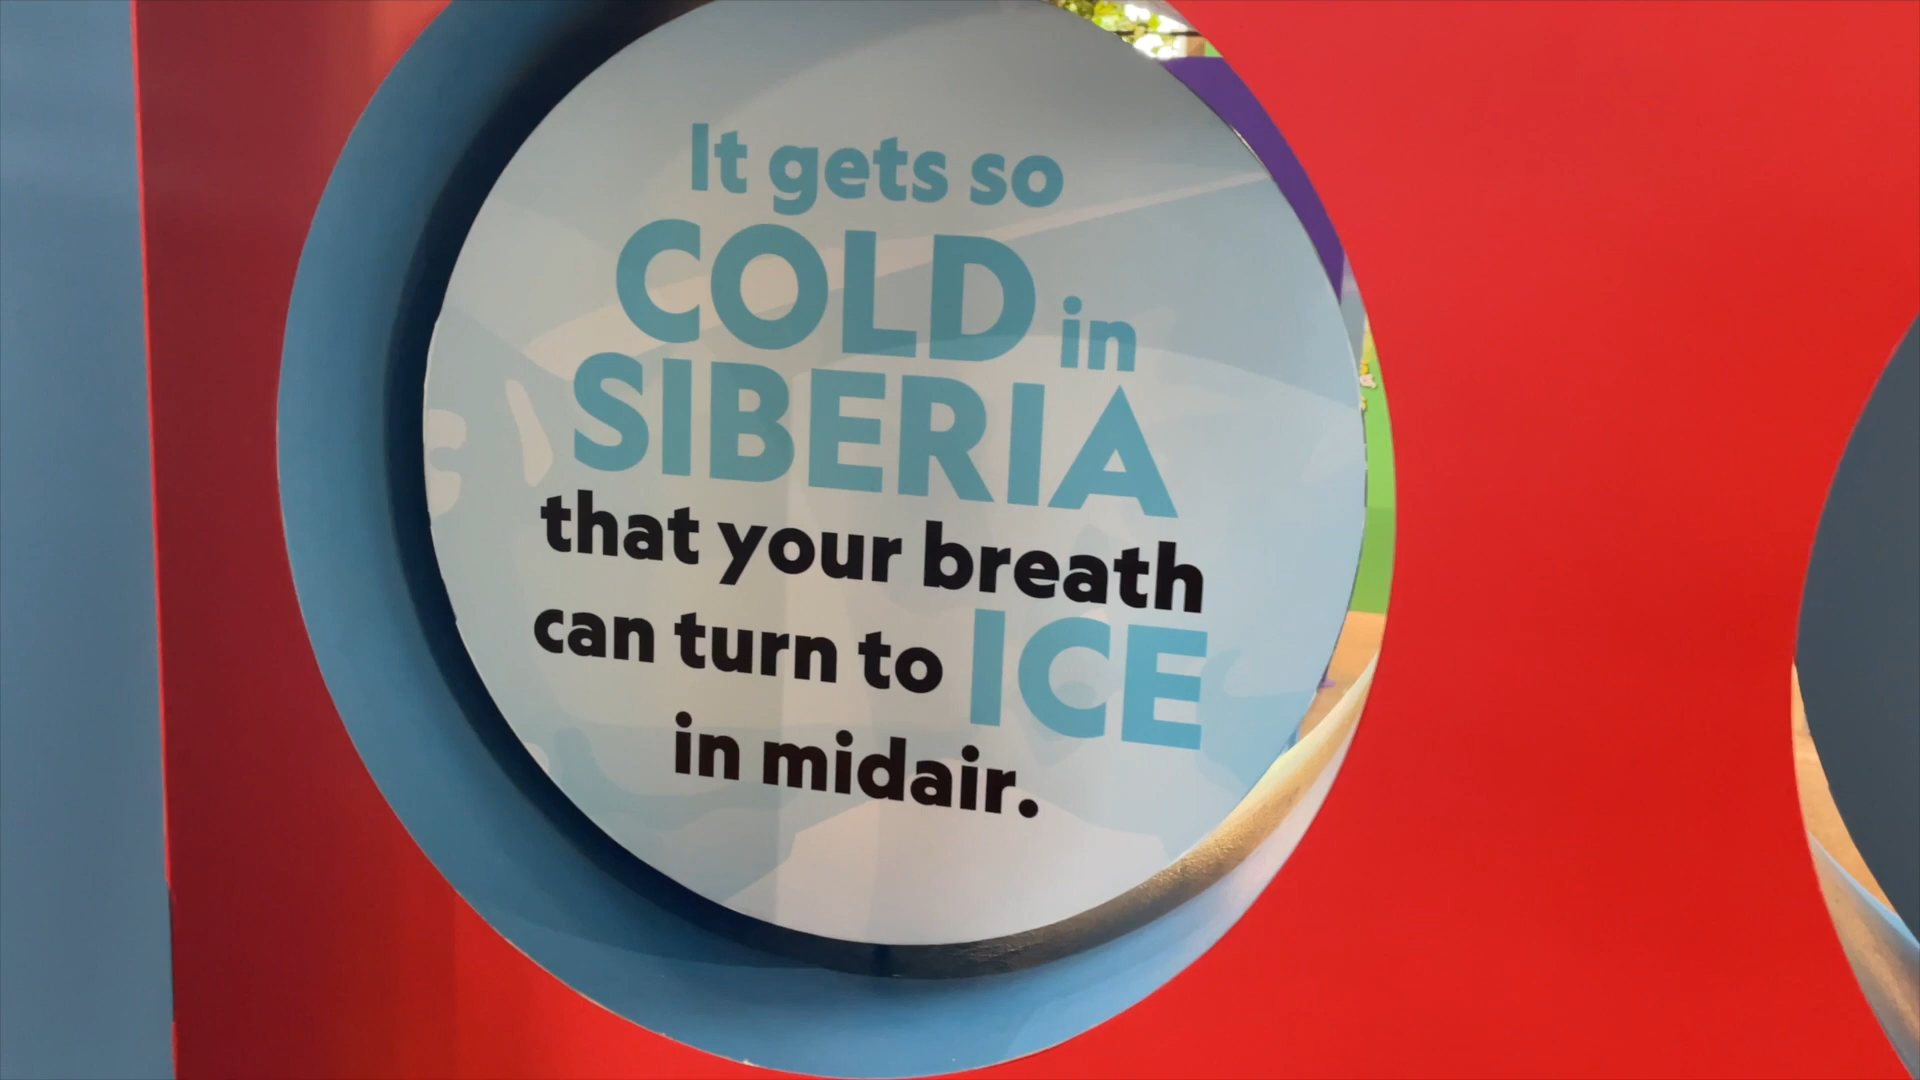 It gets so
COLD in
SIBERIA
that your breath
can turn to ICE
in midair.